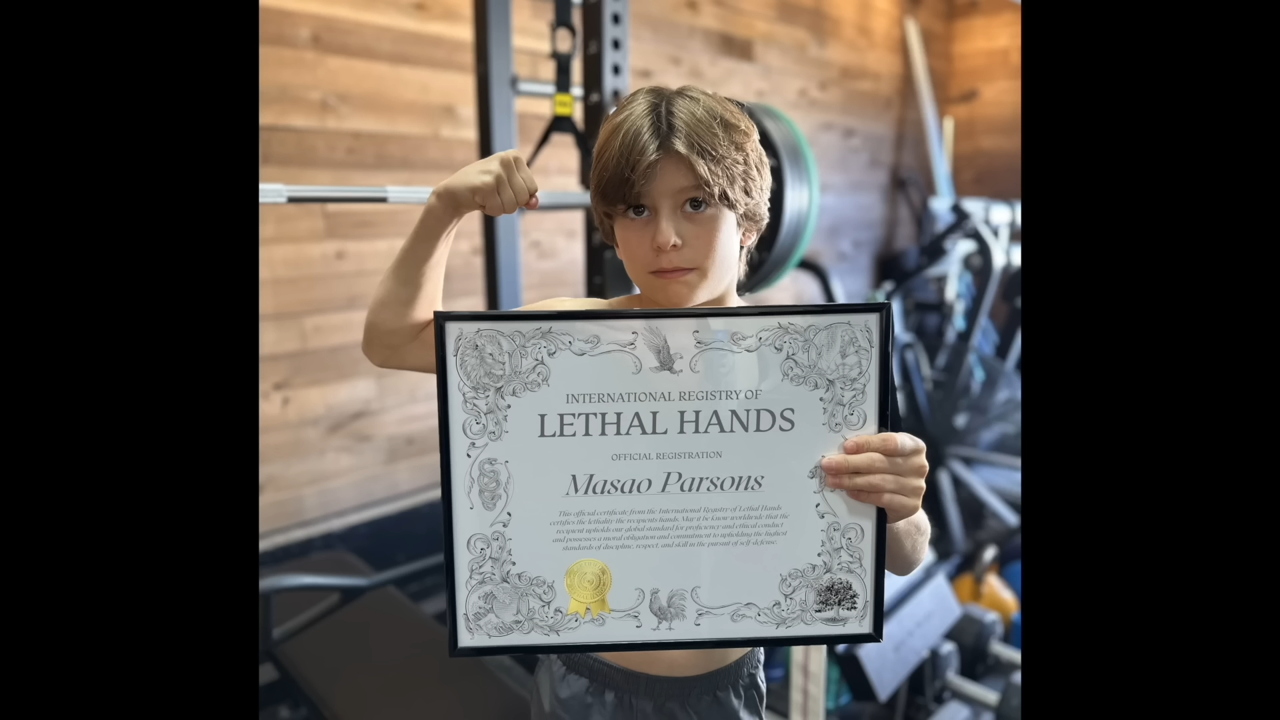 INTERNATIONAL REGISTRY OF
LETHAL HANDS
OFFICIAL REGISTRATION
Masao Parsons
This official certificate from the International Registry of Lethal Hands,
certifies the lethality the recipients hands. May it be Know worldwide that the
recipient upholds our global standard for proficiency and ethical conduct
and possesses a moral obligation and commitment to upholding the highest
standards of discipline, respect, and skill in the pursuit of self-defense.